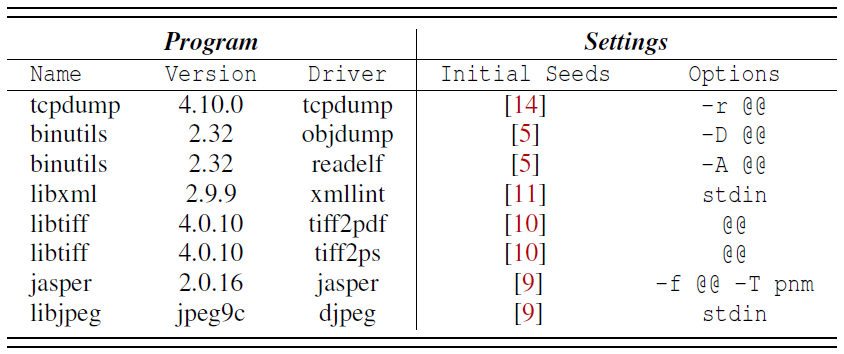 Program Settings
Name Version Driver Initial Seeds Options
tcpdump 4.10.0 tcpdump [14] -r @@
binutils 2.32 objdump [5] -D @@
binutils 2.32 readelf [5] -A @@
libxml 2.9.9 xmllint [11] stdin
libtiff 4.0.10 tiff2pdf [10] @@
libtiff 4.0.10 tiff2ps [10] @@
jasper 2.0.16 jasper [9] -f @@ -T pnm
libjpeg jpeg9c djpeg [9] stdin